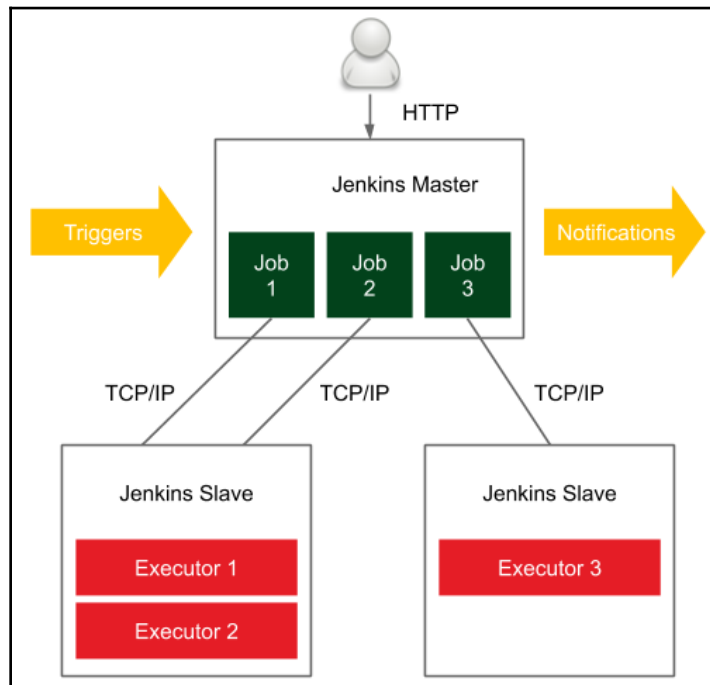 HTTP
Jenkins Master
Triggers
Notifications
Job
1
Job
2
Job
3
TCP/IP
TCP/IP
TCP/IP
Jenkins Slave
Executor 1
Executor 2
Jenkins Slave
Executor 3